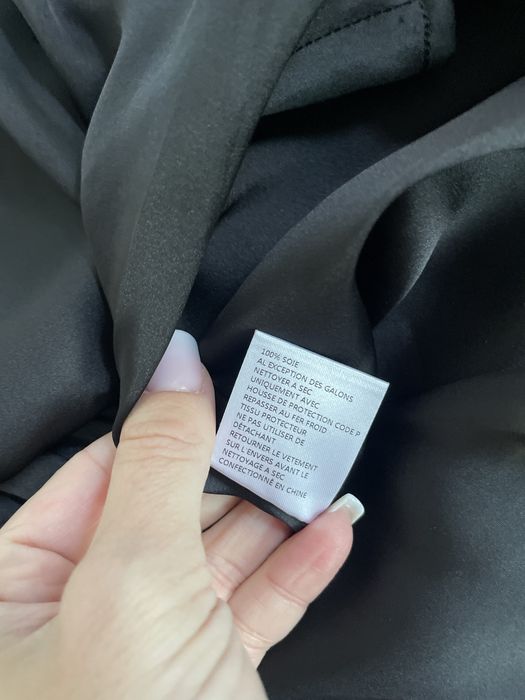 100% SOIE
AL EXCEPTION DES GALONS
NETTOYER A SEC
UNIQUEMENT AVEC
HOUSSE DE PROTECTION CODE P
REPASSER AU FER FROID
TISSU PROTECTEUR
NE PAS UTILISER DE
DÉTACHANT
RETOURNER LE VETEMENT
SUR L'ENVERS AVANT LE
NETTOYAGE A SEC
CONFECTIONNÉ EN CHINE